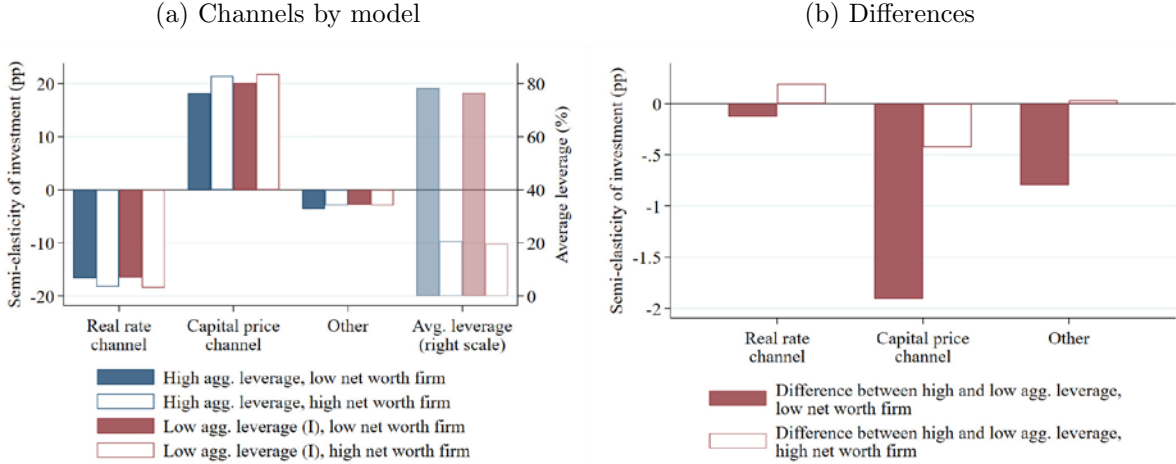 (a) Channels by model
(b) Differences
Semi-elasticity of investment (pp)
20
10
0
-10
-20
80
60
40
20
0
Average leverage (%)
Real rate
channel
Capital price
channel
Other
Avg. leverage
(right scale)
High agg. leverage, low net worth firm
High agg. leverage, high net worth firm
Low agg. leverage (I), low net worth firm
Low agg. leverage (I), high net worth firm
Semi-elasticity of investment (pp)
0
-.5
-1
-1.5
-2
Real rate
channel
Capital price
channel
Other
Difference between high and low agg. leverage,
low net worth firm
Difference between high and low agg. leverage,
high net worth firm